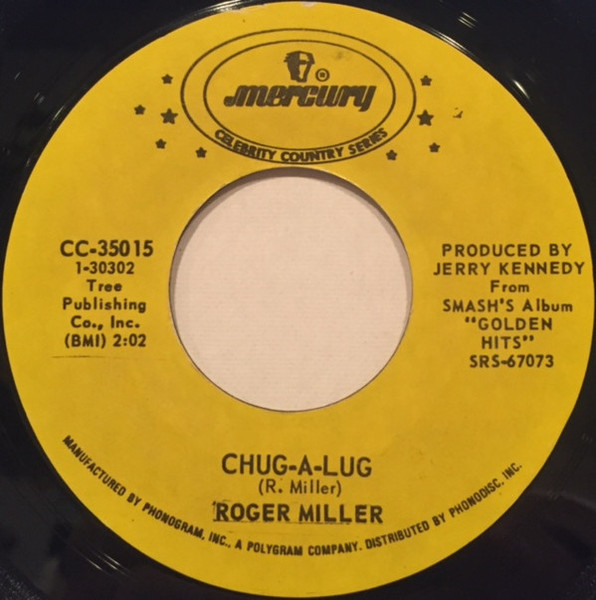 ®
mercury
CELEBRITY COUNTRY SERIES
CC-35015
1-30302
Tree
Publishing
Co., Inc.
(BMI) 2:02
PRODUCED BY
JERRY KENNEDY
From
SMASH'S Album
"GOLDEN
HITS"
SRS-67073
CHUG-A-LUG
(R. Miller)
ROGER MILLER
MANUFACTURED BY PHONOGRAM, INC., A POLYGRAM COMPANY. DISTRIBUTED BY PHONODISC, INC.